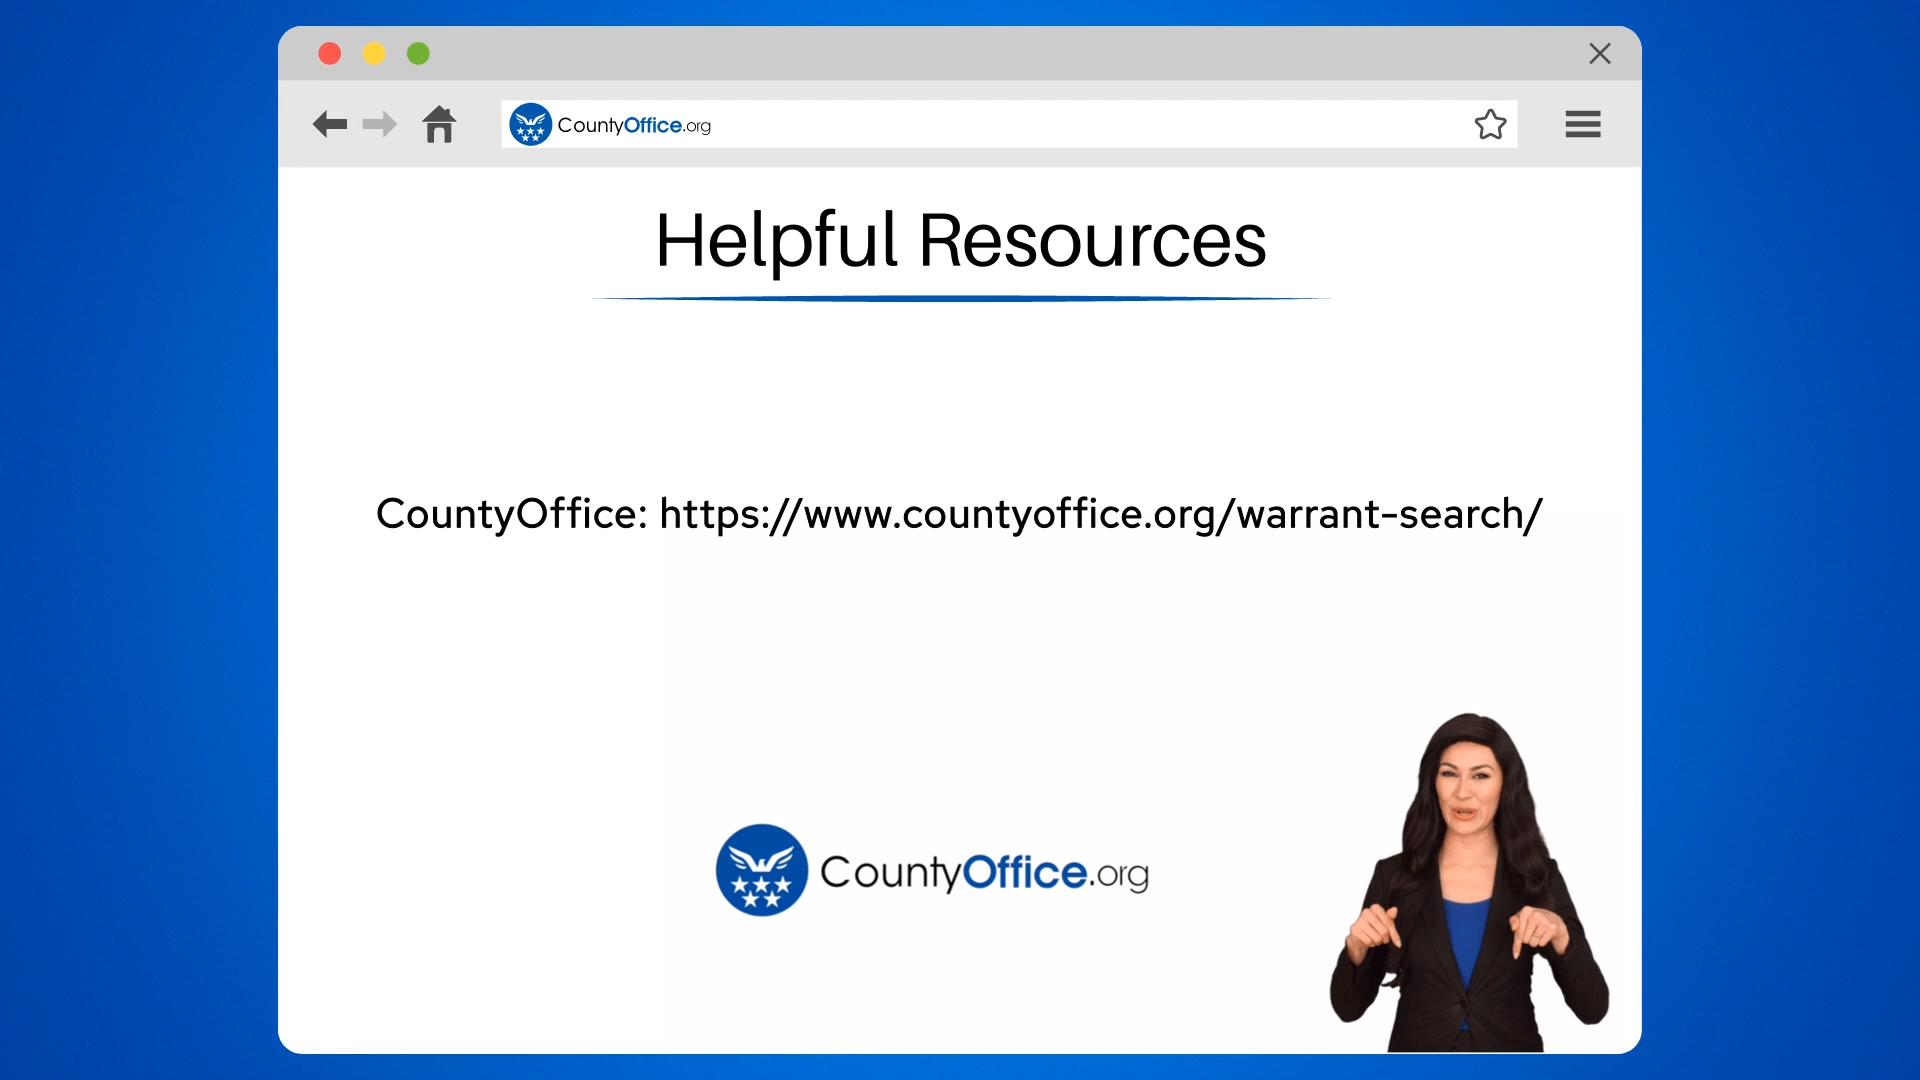 CountyOffice.org
Helpful Resources
CountyOffice: https://www.countyoffice.org/warrant-search/
CountyOffice.org